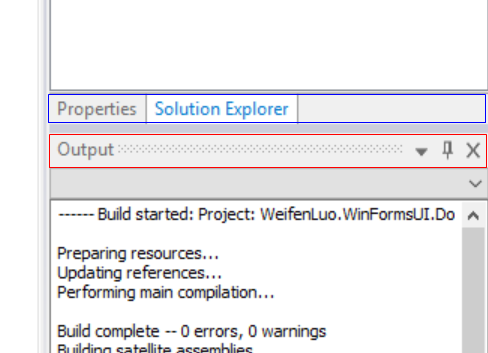 Properties
Solution Explorer
Output
------ Build started: Project: WeifenLuo.WinFormsUI.Do
Preparing resources...
Updating references...
Performing main compilation...
Build complete -- 0 errors, 0 warnings
Building satellite assemblies